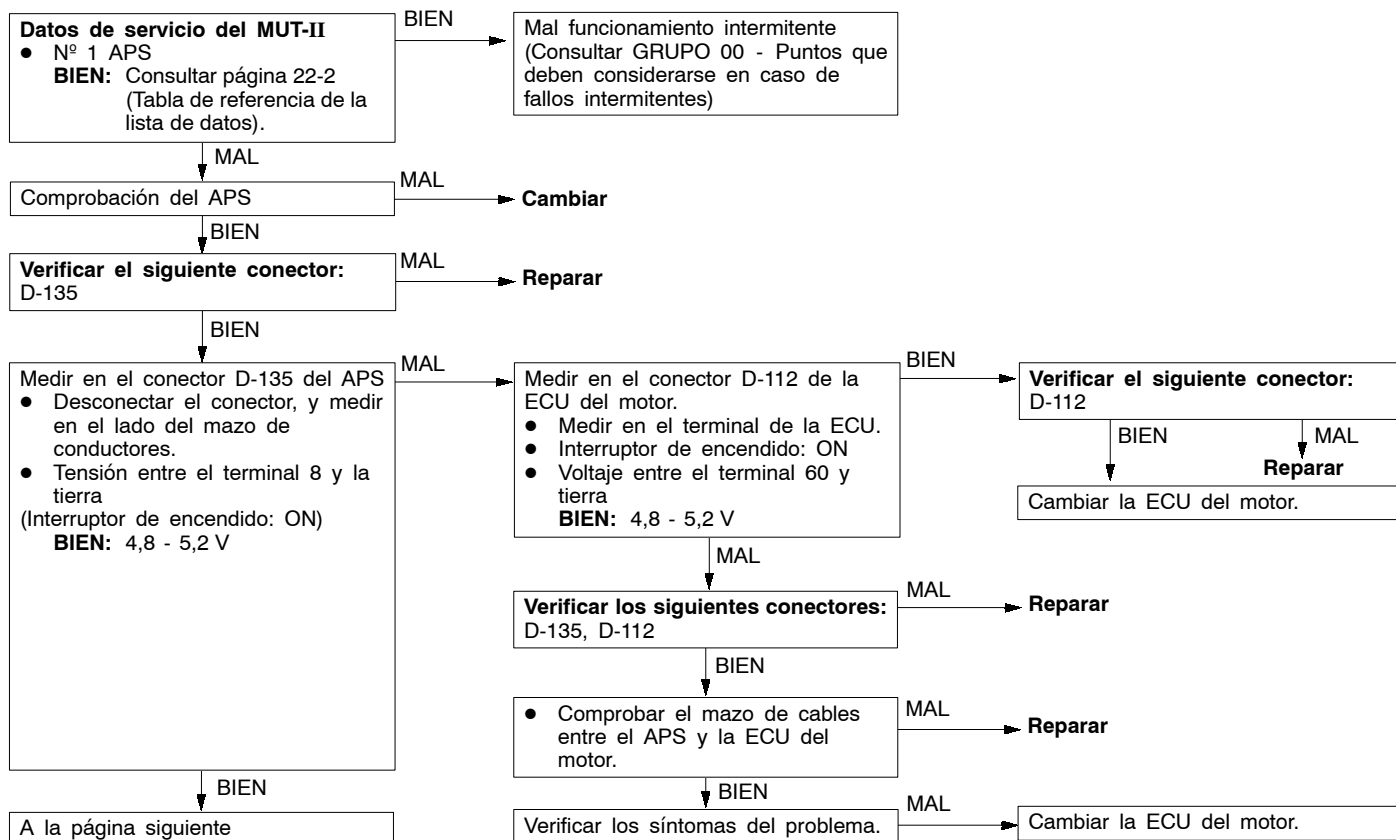 Datos de servicio del MUT-II
● Nº 1 APS
BIEN: Consultar página 22-2
(Tabla de referencia de la
lista de datos).
BIEN
Mal funcionamiento intermitente
(Consultar GRUPO 00 - Puntos que
deben considerarse en caso de
fallos intermitentes)
MAL
Comprobación del APS
MAL
Cambiar
BIEN
Verificar el siguiente conector:
D-135
MAL
Reparar
BIEN
Medir en el conector D-135 del APS
● Desconectar el conector, y medir
en el lado del mazo de
conductores.
● Tensión entre el terminal 8 y la
tierra
(Interruptor de encendido: ON)
BIEN: 4,8 - 5,2 V
MAL
Medir en el conector D-112 de la
ECU del motor.
● Medir en el terminal de la ECU.
● Interruptor de encendido: ON
● Voltaje entre el terminal 60 y
tierra
BIEN: 4,8 - 5,2 V
BIEN
Verificar el siguiente conector:
D-112
BIEN
MAL
Reparar
Cambiar la ECU del motor.
MAL
Verificar los siguientes conectores:
D-135, D-112
MAL
Reparar
BIEN
● Comprobar el mazo de cables
entre el APS y la ECU del
motor.
MAL
Reparar
BIEN
BIEN
A la página siguiente
Verificar los síntomas del problema.
MAL
Cambiar la ECU del motor.